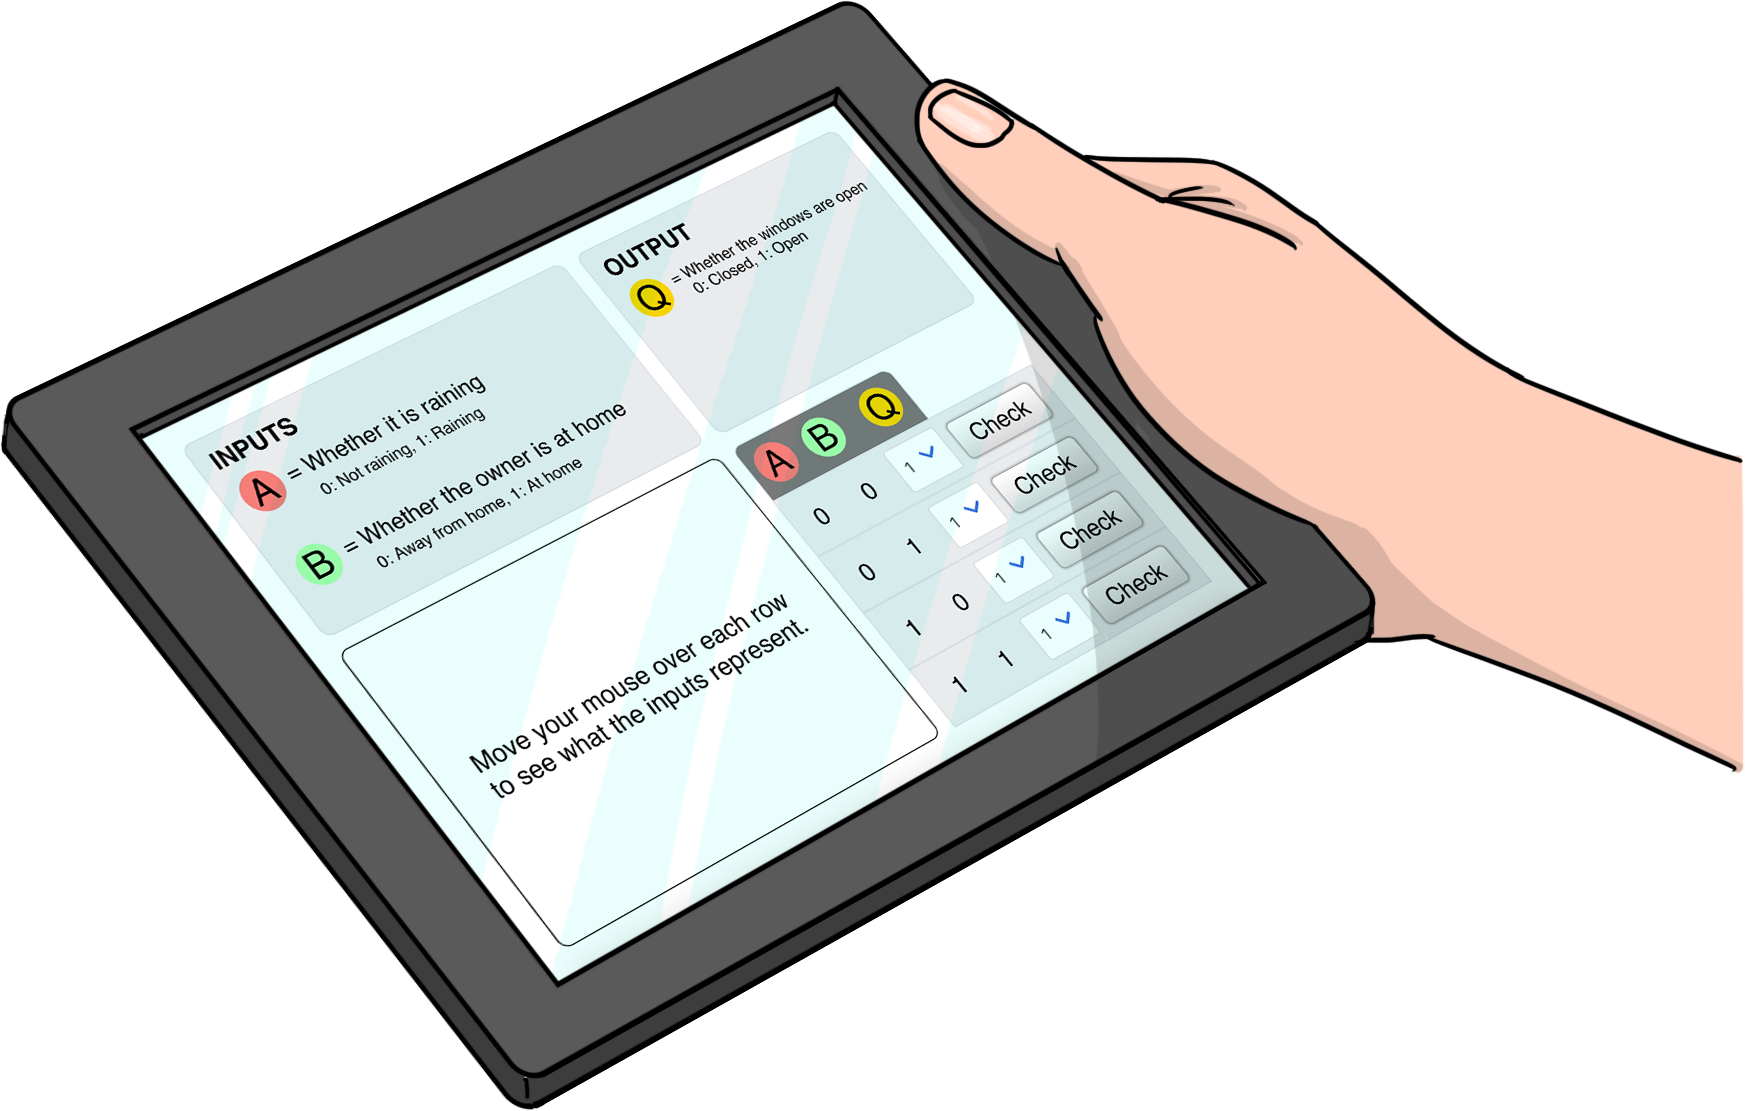 INPUTS
A = Whether it is raining
0: Not raining, 1: Raining
B = Whether the owner is at home
0: Away from home, 1: At home
OUTPUT
Q = Whether the windows are open
0: Closed, 1: Open
Move your mouse over each row
to see what the inputs represent.
A B Q
0 0 1 Check
0 1 1 Check
1 0 1 Check
1 1 1 Check